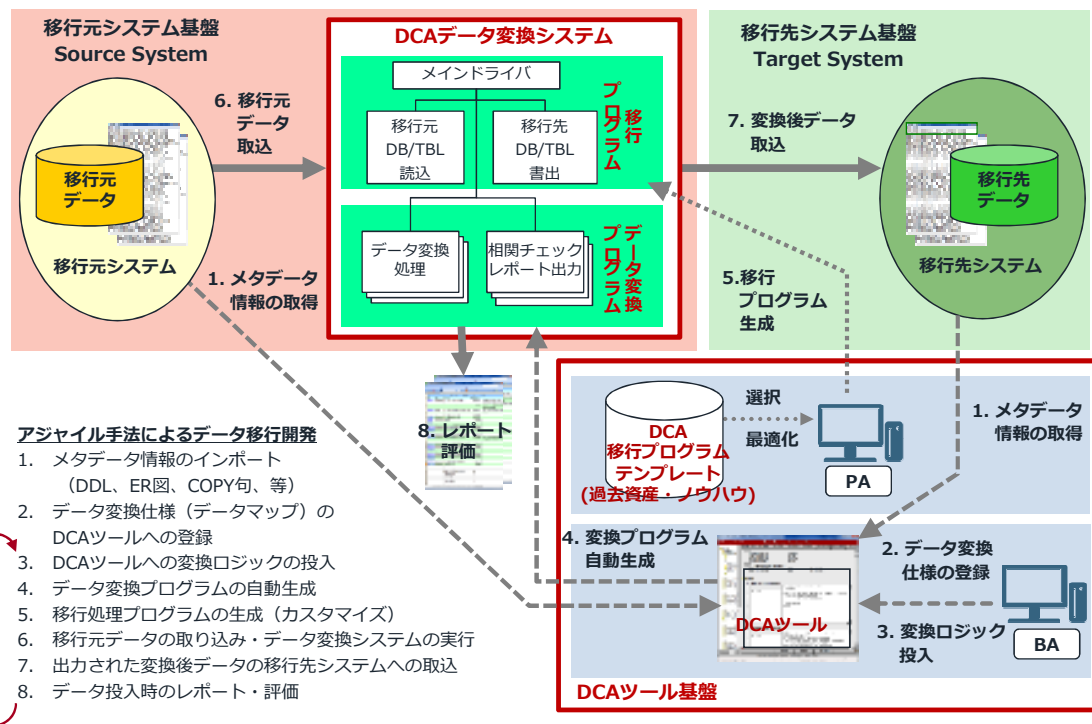 移行元システム基盤
Source System
移行元
データ
移行元システム
6. 移行元
データ
取込
1. メタデータ
情報の取得
DCAデータ変換システム
メインドライバ
移行元
DB/TBL
読込
移行先
DB/TBL
書出
移行
プログラム
データ変換
処理
相関チェック
レポート出力
データ変換
プログラム
移行先システム基盤
Target System
7. 変換後データ
取込
移行先
データ
移行先システム
5.移行
プログラム
生成
8. レポート
評価
1. メタデータ
情報の取得
DCA
移行プログラム
テンプレート
(過去資産・ノウハウ)
選択
最適化
PA
4. 変換プログラム
自動生成
DCAツール
2. データ変換
仕様の登録
3. 変換ロジック
投入
BA
DCAツール基盤
アジャイル手法によるデータ移行開発
1. メタデータ情報のインポート
（DDL、ER図、COPY句、等）
2. データ変換仕様（データマップ）の
DCAツールへの登録
3. DCAツールへの変換ロジックの投入
4. データ変換プログラムの自動生成
5. 移行処理プログラムの生成（カスタマイズ）
6. 移行元データの取り込み・データ変換システムの実行
7. 出力された変換後データの移行先システムへの取込
8. データ投入時のレポート・評価